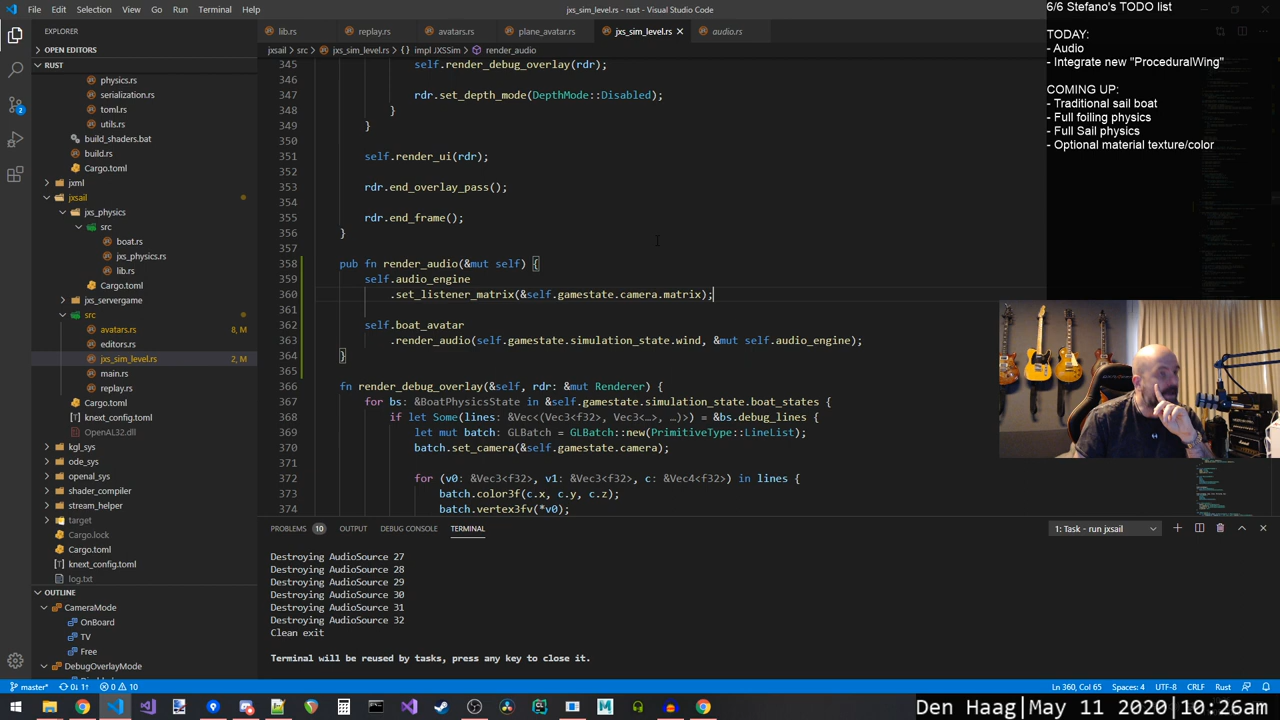 File Edit Selection View Go Run Terminal Help
jxs_sim_level.rs - rust - Visual Studio Code
6/6 Stefano's TODO list
TODAY:
- Audio
- Integrate new "ProceduralWing"
COMING UP:
- Traditional sail boat
- Full foiling physics
- Full Sail physics
- Optional material texture/color
EXPLORER
OPEN EDITORS
RUST
physics.rs
serialization.rs
toml.rs
utils.rs
build_shaders.bat
build.rs
Cargo.toml
jxml
jxsail
jxs_physics
src
boat.rs
jxs_physics.rs
lib.rs
Cargo.toml
jxs_servergame
src
avatars.rs 8, M
editors.rs
jxs_sim_level.rs 2, M
main.rs
replay.rs
Cargo.toml
knext_config.toml
OpenAL32.dll
kgl_sys
ode_sys
openal_sys
shader_compiler
stream_helper
target
Cargo.lock
Cargo.toml
knext_config.toml
log.txt
OUTLINE
CameraMode
OnBoard
TV
Free
DebugOverlayMode
lib.rs replay.rs avatars.rs plane_avatar.rs jxs_sim_level.rs audio.rs
jxsail > src > jxs_sim_level.rs > {} impl JXSSim > render_audio
345 self.render_debug_overlay(rdr);
346
347 rdr.set_depth_mode(DepthMode::Disabled);
348 }
349 }
350
351 self.render_ui(rdr);
352
353 rdr.end_overlay_pass();
354
355 rdr.end_frame();
356 }
357
358 pub fn render_audio(&mut self) {
359 self.audio_engine
360 .set_listener_matrix(&self.gamestate.camera.matrix);
361
362 self.boat_avatar
363 .render_audio(self.gamestate.simulation_state.wind, &mut self.audio_engine);
364 }
365
366 fn render_debug_overlay(&self, rdr: &mut Renderer) {
367 for bs: &BoatPhysicsState in &self.gamestate.simulation_state.boat_states {
368 if let Some(lines: &Vec<(Vec3<f32>, Vec3<…>, …)>) = &bs.debug_lines {
369 let mut batch: GLBatch = GLBatch::new(PrimitiveType::LineList);
370 batch.set_camera(&self.gamestate.camera);
371
372 for (v0: &Vec3<f32>, v1: &Vec3<f32>, c: &Vec4<f32>) in lines {
373 batch.color3f(c.x, c.y, c.z);
374 batch.vertex3fv(*v0);
PROBLEMS 10 OUTPUT DEBUG CONSOLE TERMINAL
1: Task - run jxsail
Destroying AudioSource 27
Destroying AudioSource 28
Destroying AudioSource 29
Destroying AudioSource 30
Destroying AudioSource 31
Destroying AudioSource 32
Clean exit
Terminal will be reused by tasks, press any key to close it.
master* 0↓ 1↑ 0 10
Ln 360, Col 65 Spaces: 4 UTF-8 CRLF Rust
Den Haag|May 11 2020|10:26am